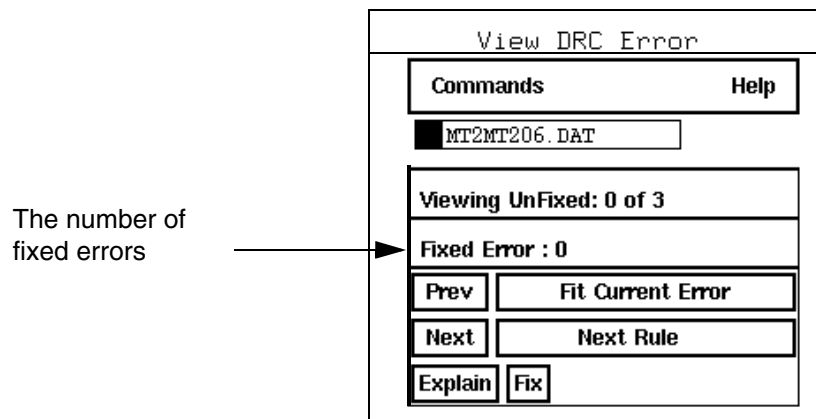 View DRC Error
Commands Help
MT2MT206.DAT
Viewing UnFixed: 0 of 3
The number of
fixed errors
Fixed Error : 0
Prev Fit Current Error
Next Next Rule
Explain Fix